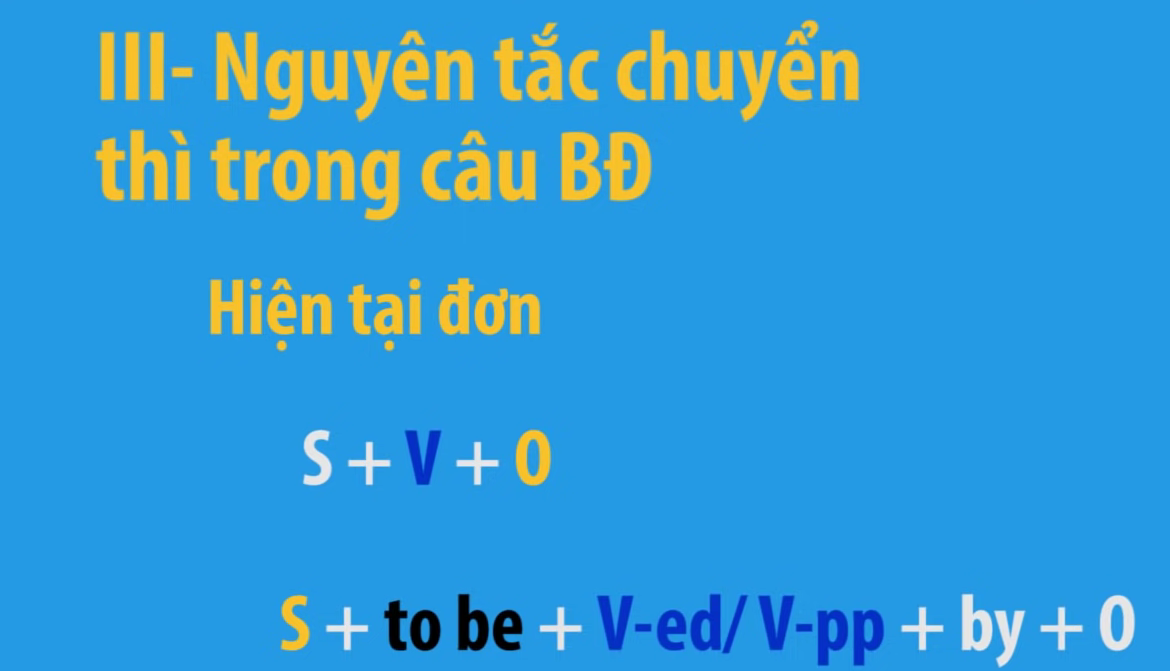 III- Nguyên tắc chuyển
thì trong câu BĐ
Hiện tại đơn
S + V + O
S + to be + V-ed/ V-pp + by + O